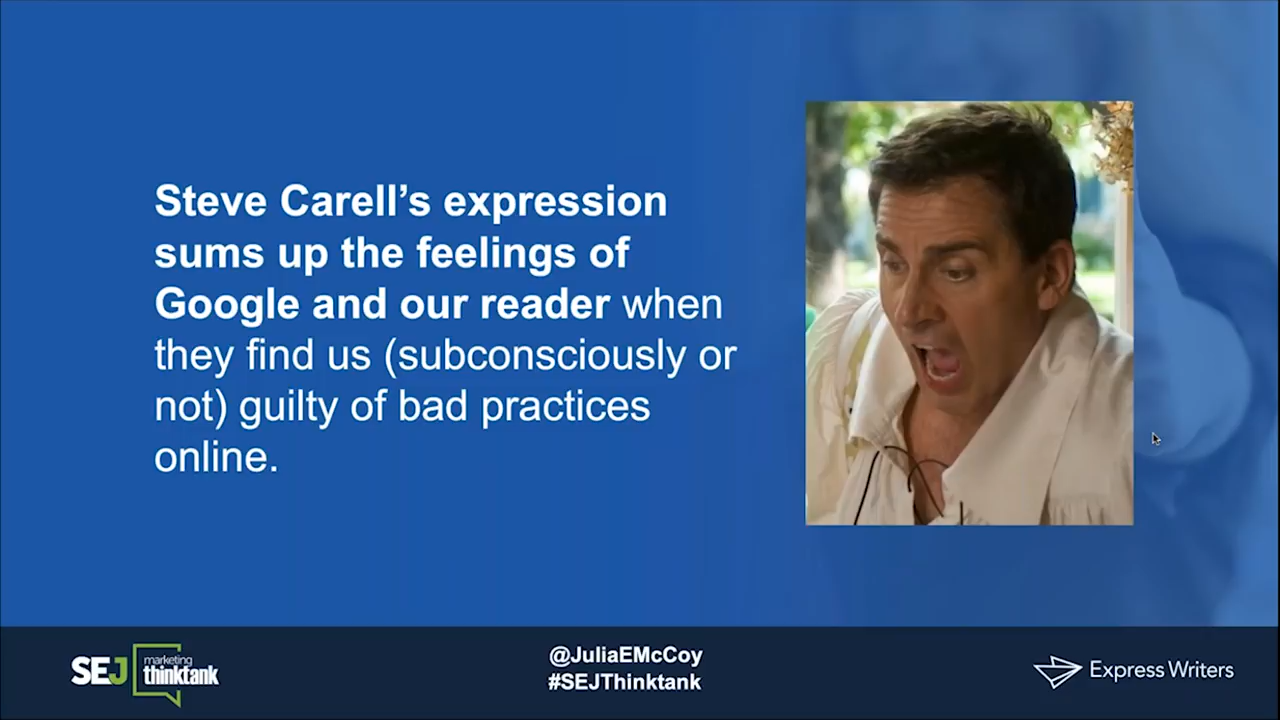 Steve Carell’s expression
sums up the feelings of
Google and our reader when
they find us (subconsciously or
not) guilty of bad practices
online.
SEJ marketing
thinktank
@JuliaEMcCoy
#SEJThinktank
Express Writers